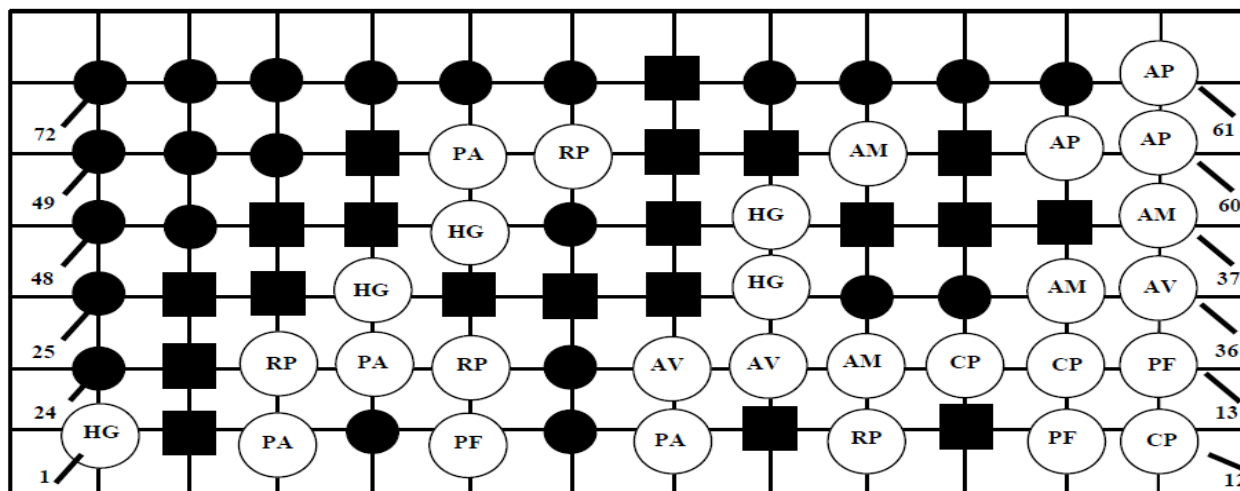 AP
72 61
PA RP AM AP AP
49 60
HG HG AM
48 37
HG HG AM AV
25 36
RP PA RP AV AV AM CP CP PF
24 13
HG PA PF PA RP PF CP
1 12